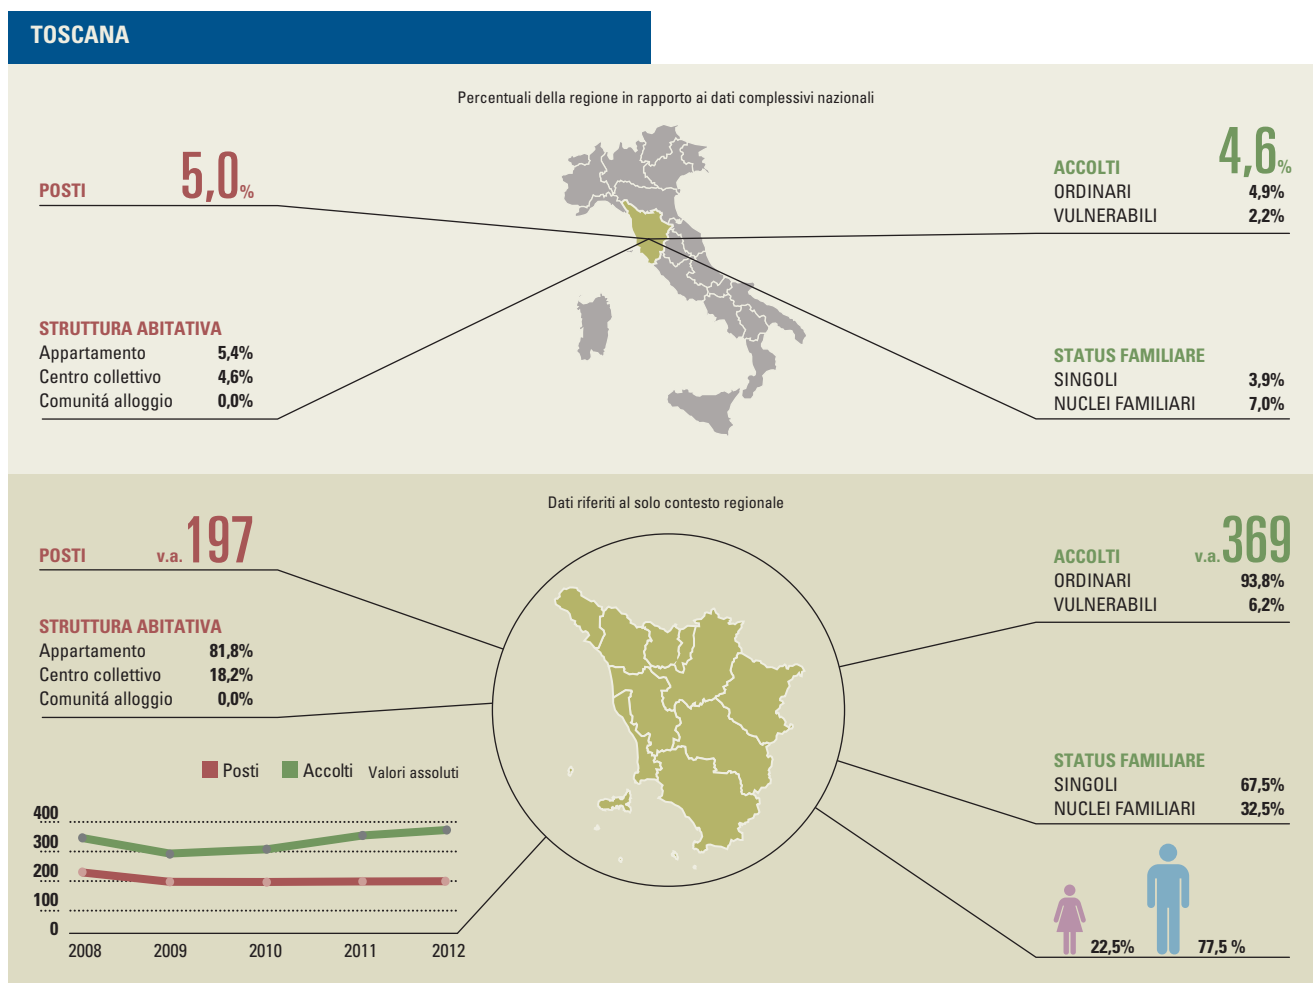 TOSCANA
Percentuali della regione in rapporto ai dati complessivi nazionali
POSTI 5,0%
STRUTTURA ABITATIVA
Appartamento 5,4%
Centro collettivo 4,6%
Comunitá alloggio 0,0%
ACCOLTI 4,6%
ORDINARI 4,9%
VULNERABILI 2,2%
STATUS FAMILIARE
SINGOLI 3,9%
NUCLEI FAMILIARI 7,0%
Dati riferiti al solo contesto regionale
POSTI v.a. 197
STRUTTURA ABITATIVA
Appartamento 81,8%
Centro collettivo 18,2%
Comunitá alloggio 0,0%
Posti Accolti Valori assoluti
400
300
200
100
0
2008 2009 2010 2011 2012
ACCOLTI v.a. 369
ORDINARI 93,8%
VULNERABILI 6,2%
STATUS FAMILIARE
SINGOLI 67,5%
NUCLEI FAMILIARI 32,5%
22,5% 77,5 %